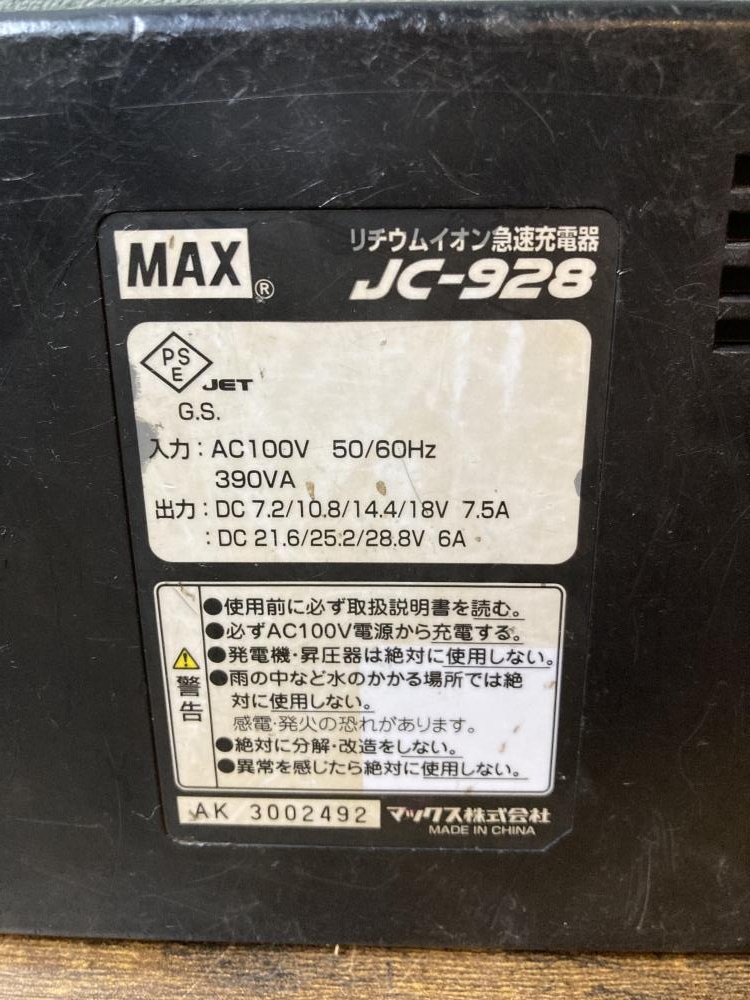 MAX®
リチウムイオン急速充電器
JC-928
PSE JET
G.S.
入力：AC100V 50/60Hz
390VA
出力：DC 7.2/10.8/14.4/18V 7.5A
：DC 21.6/25.2/28.8V 6A
警告
●使用前に必ず取扱説明書を読む。
●必ずAC100V電源から充電する。
●発電機・昇圧器は絶対に使用しない。
●雨の中など水のかかる場所では絶
対に使用しない。
感電・発火の恐れがあります。
●絶対に分解・改造をしない。
●異常を感じたら絶対に使用しない。
AK 3002492
マックス株式会社
MADE IN CHINA